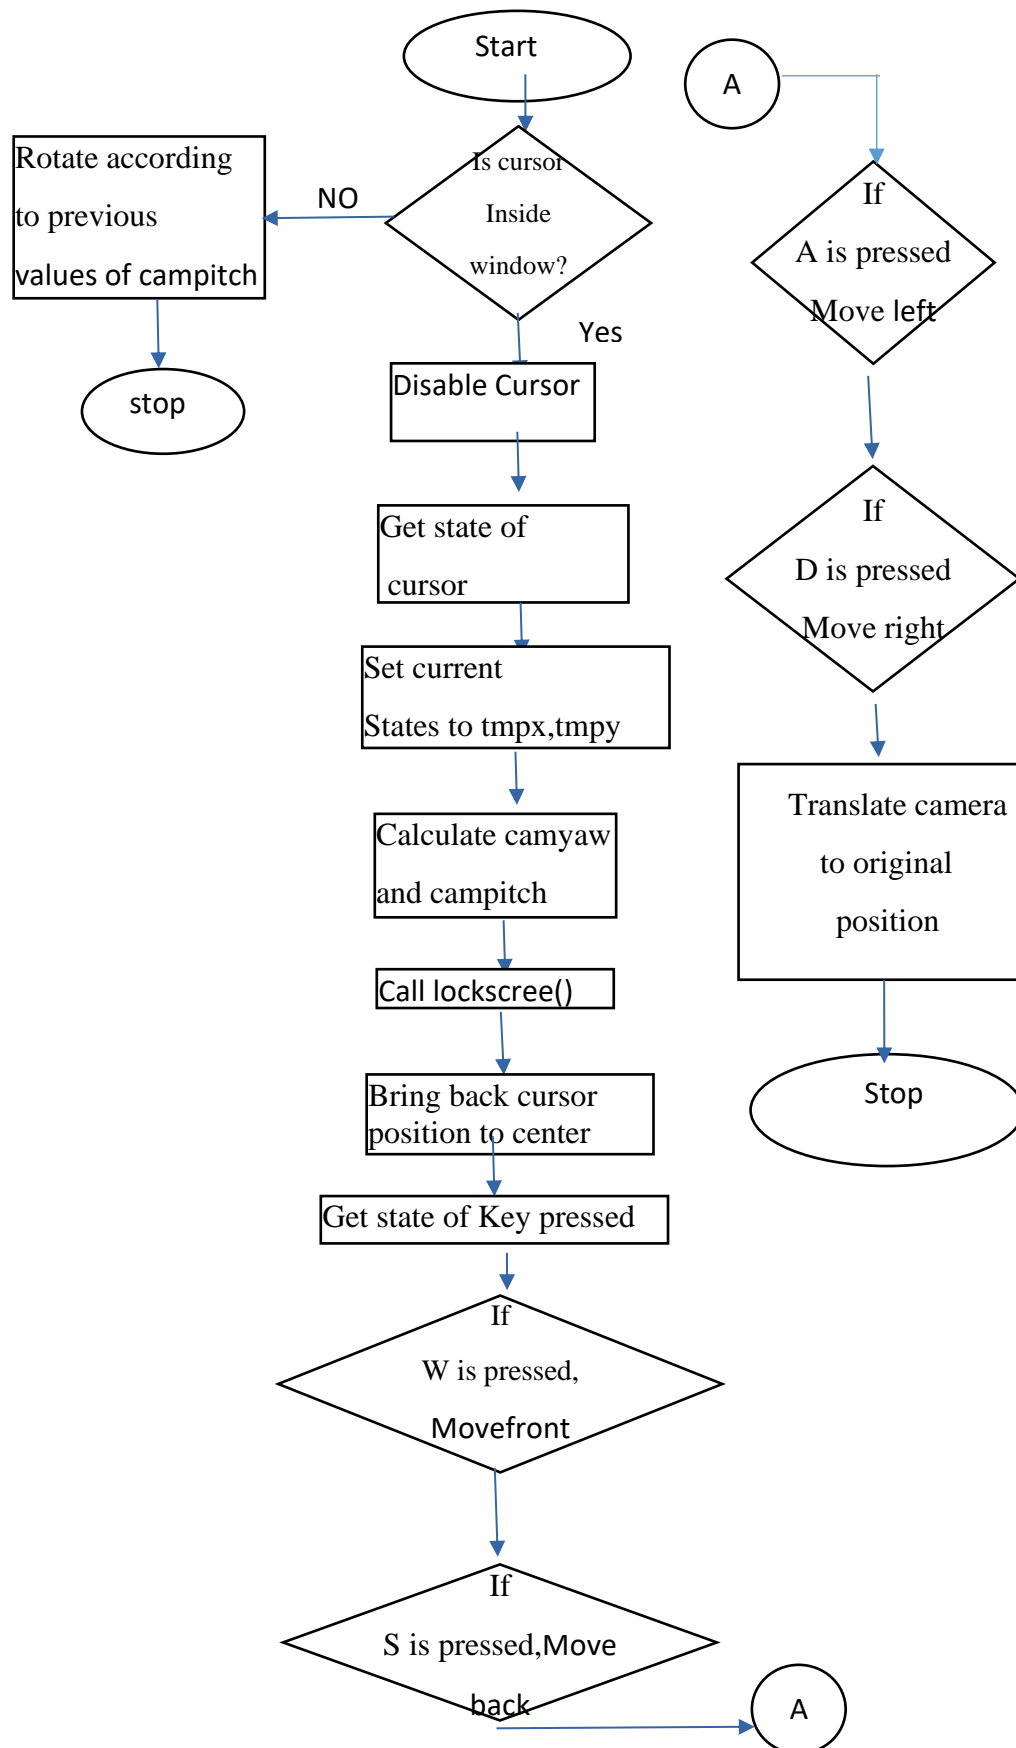 Start
Is cursor
Inside
window?
NO
Rotate according
to previous
values of campitch
stop
Yes
Disable Cursor
Get state of
cursor
Set current
States to tmpx,tmpy
Calculate camyaw
and campitch
Call lockscree()
Bring back cursor
position to center
Get state of Key pressed
If
W is pressed,
Movefront
If
S is pressed,Move
back
A
A
If
A is pressed
Move left
If
D is pressed
Move right
Translate camera
to original
position
Stop